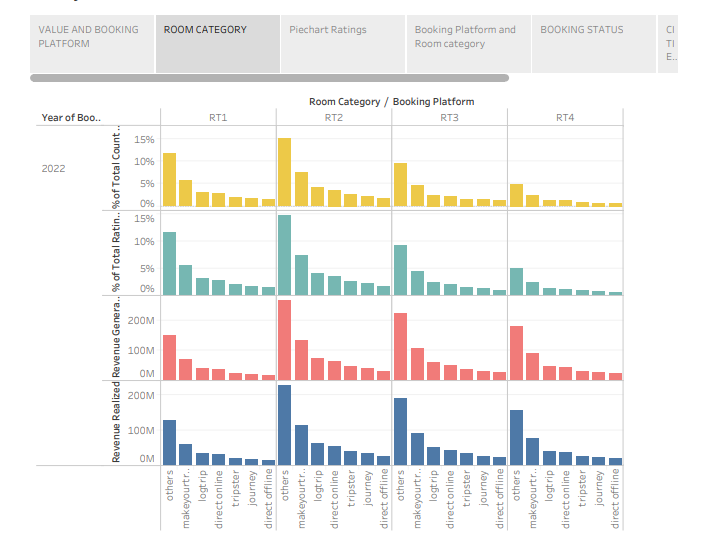 VALUE AND BOOKING
PLATFORM
ROOM CATEGORY
Piechart Ratings
Booking Platform and
Room category
BOOKING STATUS
CI
TI
E..
Room Category / Booking Platform
Year of Boo..
RT1
RT2
RT3
RT4
2022
% of Total Count ..
15%
10%
5%
0%
% of Total Ratin..
15%
10%
5%
0%
Revenue Genera..
200M
100M
0M
Revenue Realized
200M
100M
0M
others
makeyourtr..
logtrip
direct online
tripster
journey
direct offline
others
makeyourtr..
logtrip
direct online
tripster
journey
direct offline
others
makeyourtr..
logtrip
direct online
tripster
journey
direct offline
others
makeyourtr..
logtrip
direct online
tripster
journey
direct offline